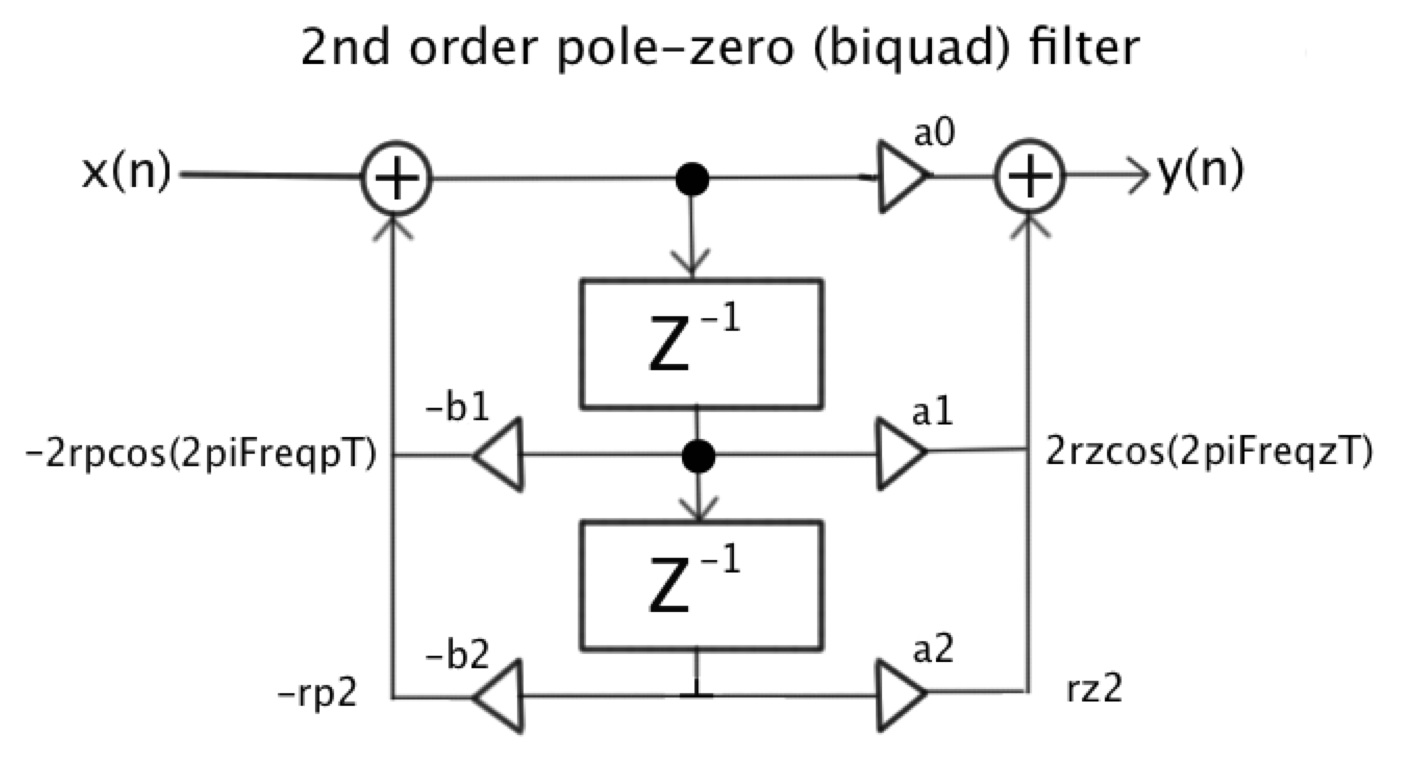 2nd order pole-zero (biquad) filter
a0
x(n) + + y(n)
Z⁻¹
-b1 a1
-2rpcos(2piFreqpT) 2rzcos(2piFreqzT)
Z⁻¹
-b2 a2
-rp2 rz2